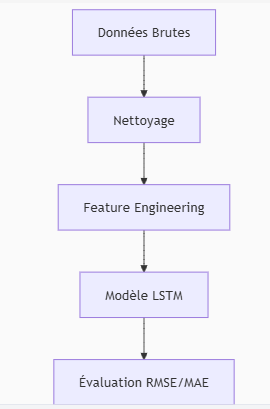 Données Brutes
Nettoyage
Feature Engineering
Modèle LSTM
Évaluation RMSE/MAE